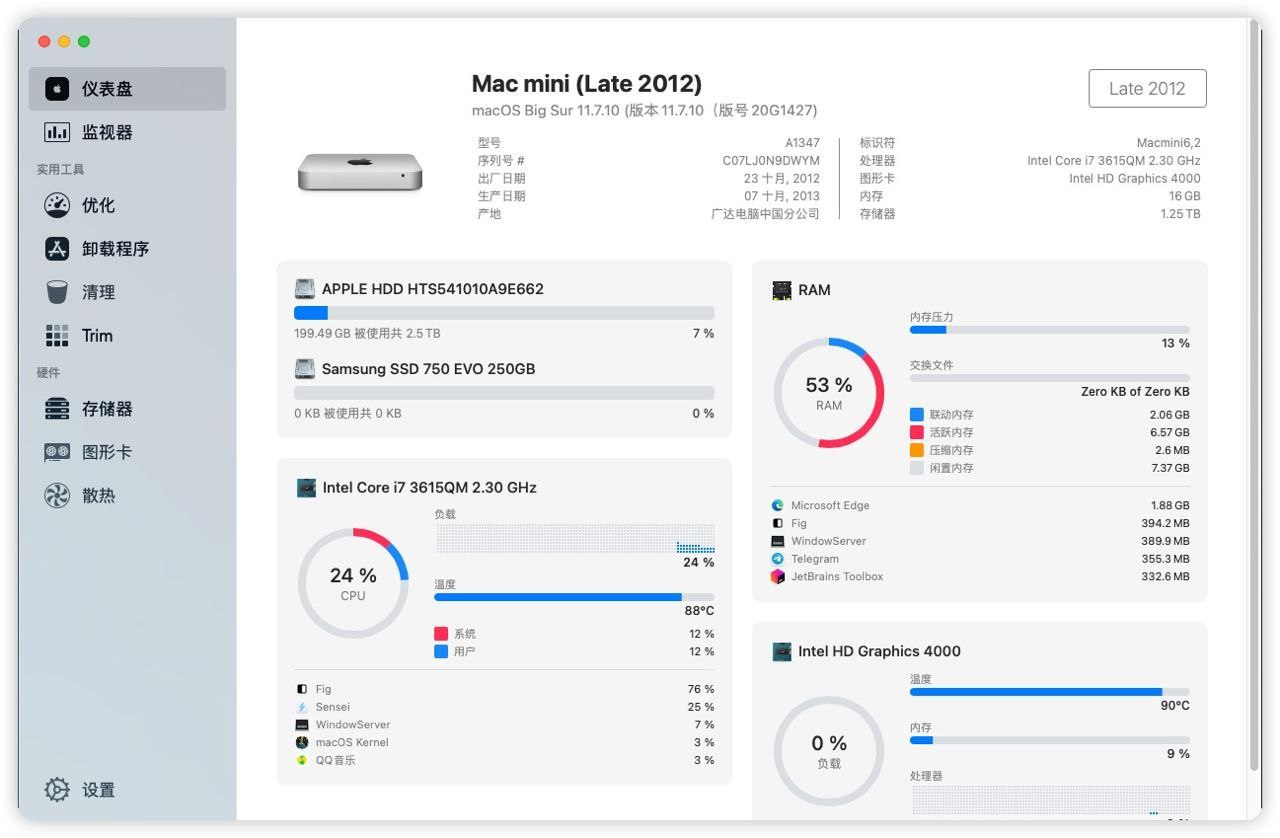 仪表盘
监视器
实用工具
优化
卸载程序
清理
Trim
硬件
存储器
图形卡
散热
设置
Mac mini (Late 2012)
macOS Big Sur 11.7.10 (版本 11.7.10（版号 20G1427)
Late 2012
型号 A1347
序列号 # C07LJ0N9DWYM
出厂日期 23 十月, 2012
生产日期 07 十月, 2013
产地 广达电脑中国分公司
标识符 Macmini6,2
处理器 Intel Core i7 3615QM 2.30 GHz
图形卡 Intel HD Graphics 4000
内存 16 GB
存储器 1.25 TB
APPLE HDD HTS541010A9E662
199.49 GB 被使用共 2.5 TB 7 %
Samsung SSD 750 EVO 250GB
0 KB 被使用共 0 KB 0 %
Intel Core i7 3615QM 2.30 GHz
24 %
CPU
负载
24 %
温度
88°C
系统 12 %
用户 12 %
Fig 76 %
Sensei 25 %
WindowServer 7 %
macOS Kernel 3 %
QQ音乐 3 %
RAM
53 %
RAM
内存压力
13 %
交换文件
Zero KB of Zero KB
联动内存 2.06 GB
活跃内存 6.57 GB
压缩内存 2.6 MB
闲置内存 7.37 GB
Microsoft Edge 1.88 GB
Fig 394.2 MB
WindowServer 389.9 MB
Telegram 355.3 MB
JetBrains Toolbox 332.6 MB
Intel HD Graphics 4000
0 %
负载
温度
90°C
内存
9 %
处理器